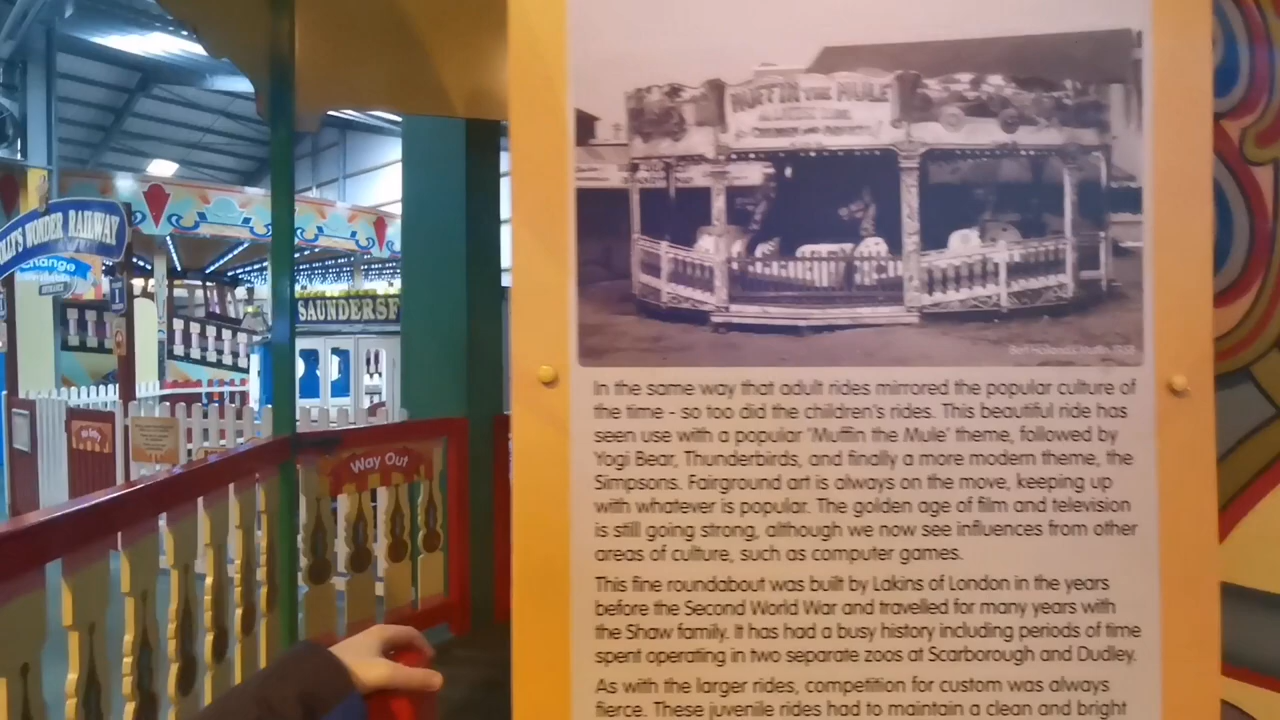 OLLY'S WONDER RAILWAY
Change
ENTRANCE
SAUNDERSF
No Entry
Way Out
MUFFIN THE MULE
In the same way that adult rides mirrored the popular culture of
the time - so too did the children's rides. This beautiful ride has
seen use with a popular 'Muffin the Mule' theme, followed by
Yogi Bear, Thunderbirds, and finally a more modern theme, the
Simpsons. Fairground art is always on the move, keeping up
with whatever is popular. The golden age of film and television
is still going strong, although we now see influences from other
areas of culture, such as computer games.
This fine roundabout was built by Lakins of London in the years
before the Second World War and travelled for many years with
the Shaw family. It has had a busy history including periods of time
spent operating in two separate zoos at Scarborough and Dudley.
As with the larger rides, competition for custom was always
fierce. These juvenile rides had to maintain a clean and bright